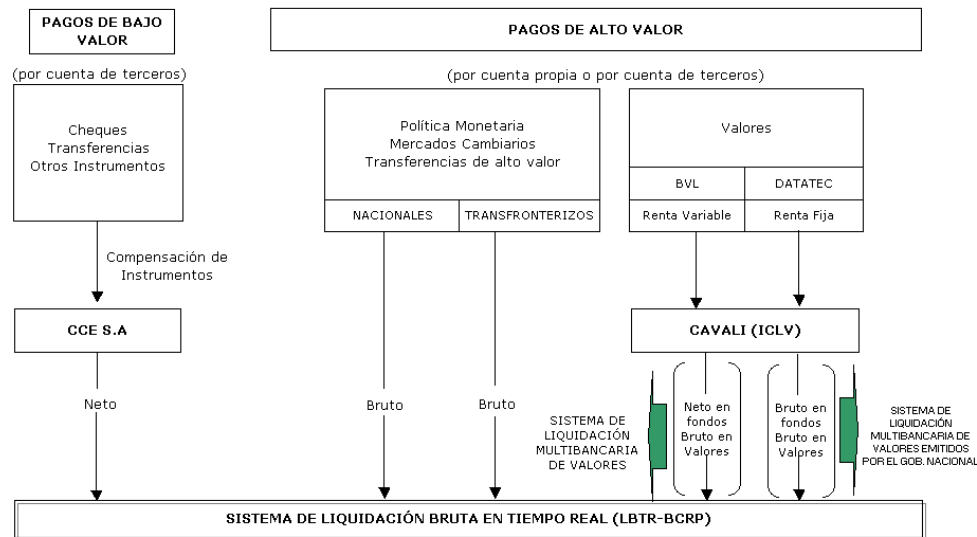 PAGOS DE BAJO
VALOR
PAGOS DE ALTO VALOR
(por cuenta de terceros)
(por cuenta propia o por cuenta de terceros)
Cheques
Transferencias
Otros Instrumentos
Política Monetaria
Mercados Cambiarios
Transferencias de alto valor
NACIONALES
TRANSFRONTERIZOS
Valores
BVL
DATATEC
Renta Variable
Renta Fija
Compensación de
Instrumentos
CCE S.A
CAVALI (ICLV)
Neto
Bruto
Bruto
SISTEMA DE
LIQUIDACIÓN
MULTIBANCARIA
DE VALORES
Neto en
fondos
Bruto en
Valores
Bruto en
fondos
Bruto en
Valores
SISTEMA DE
LIQUIDACIÓN
MULTIBANCARIA DE
VALORES EMITIDOS
POR EL GOB. NACIONAL
SISTEMA DE LIQUIDACIÓN BRUTA EN TIEMPO REAL (LBTR-BCRP)